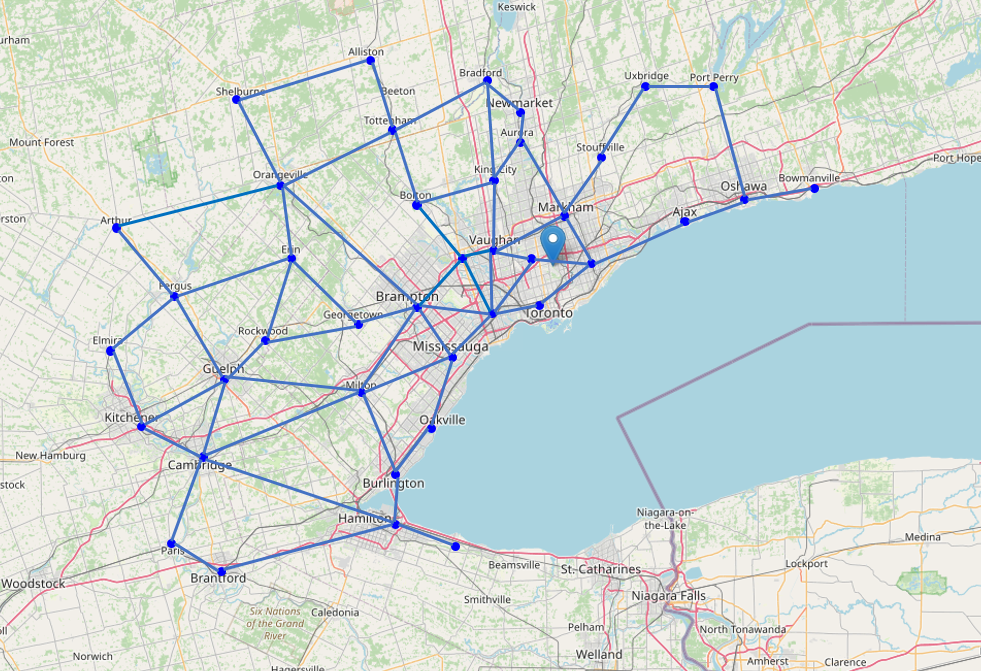 Keswick
urham
Alliston
Bradford
Uxbridge
Port Perry
Shelburne
Beeton
Newmarket
Tottenham
Aurora
Mount Forest
Stouffville
King City
Port Hope
Orangeville
Bowmanville
ton
Oshawa
Bolton
Markham
Ajax
rston
Arthur
Vaughan
Erin
Fergus
Brampton
Georgetown
Toronto
Rockwood
Elmira
Mississauga
Guelph
Milton
Kitchener
Oakville
New Hamburg
Cambridge
stock
Burlington
Niagara-on-
the-Lake
Hamilton
Medina
Paris
Beamsville
St. Catharines
Lockport
Woodstock
Brantford
Niagara Falls
Smithville
Six Nations
of the Grand
River
Caledonia
Pelham
North Tonawanda
ll
Welland
Norwich
Amherst
Clarence
Hagersville